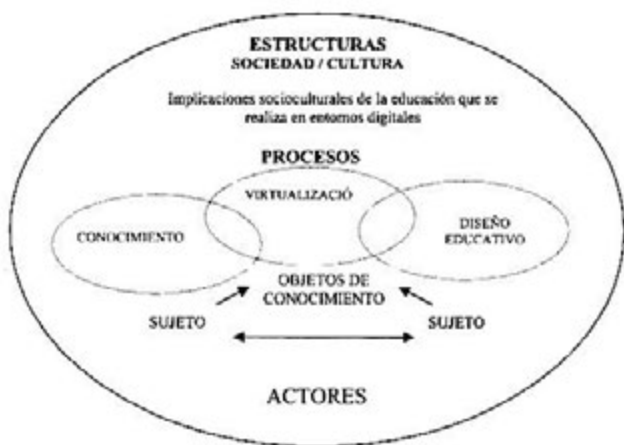 ESTRUCTURAS
SOCIEDAD / CULTURA
Implicaciones socioculturales de la educación que se
realiza en entornos digitales
PROCESOS
VIRTUALIZACIÓ
CONOCIMIENTO
DISEÑO
EDUCATIVO
OBJETOS DE
CONOCIMIENTO
SUJETO
SUJETO
ACTORES